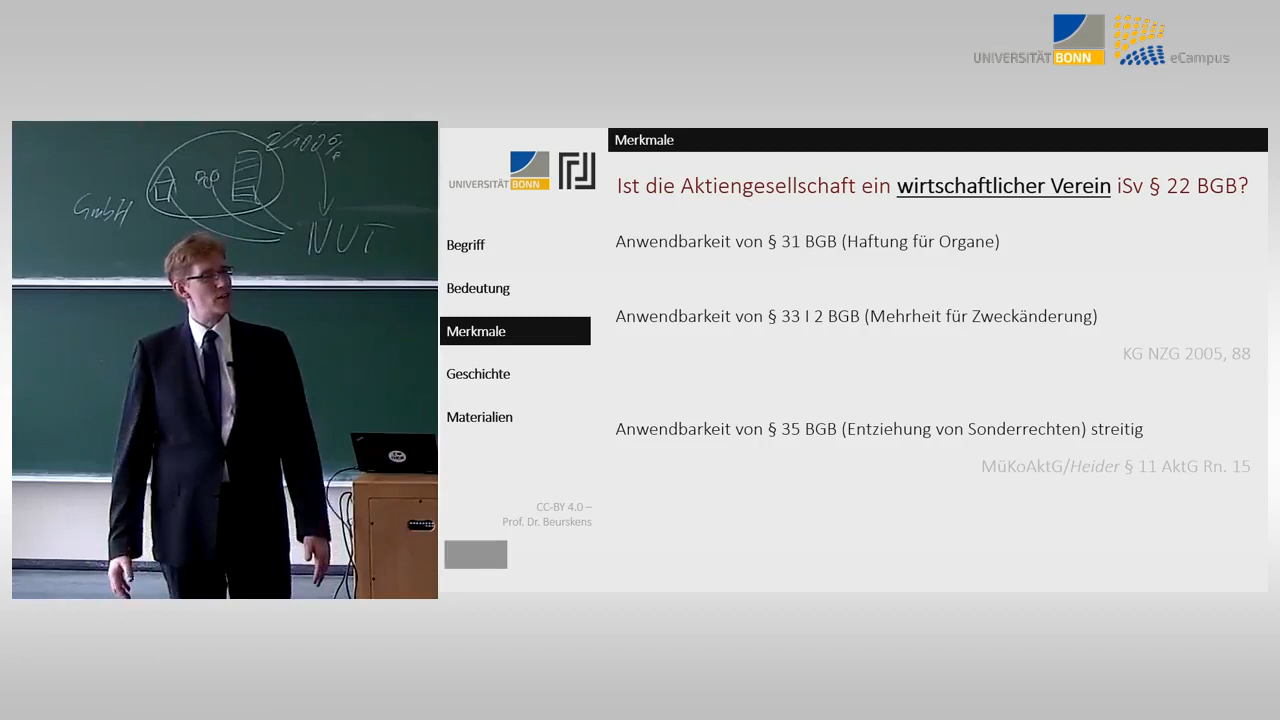 UNIVERSITÄT BONN
eCampus
2/100%
GmbH
NUT
UNIVERSITÄT BONN
Begriff
Bedeutung
Merkmale
Geschichte
Materialien
CC-BY 4.0 –
Prof. Dr. Beurskens
Merkmale
Ist die Aktiengesellschaft ein wirtschaftlicher Verein iSv § 22 BGB?
Anwendbarkeit von § 31 BGB (Haftung für Organe)
Anwendbarkeit von § 33 I 2 BGB (Mehrheit für Zweckänderung)
KG NZG 2005, 88
Anwendbarkeit von § 35 BGB (Entziehung von Sonderrechten) streitig
MüKoAktG/Heider § 11 AktG Rn. 15